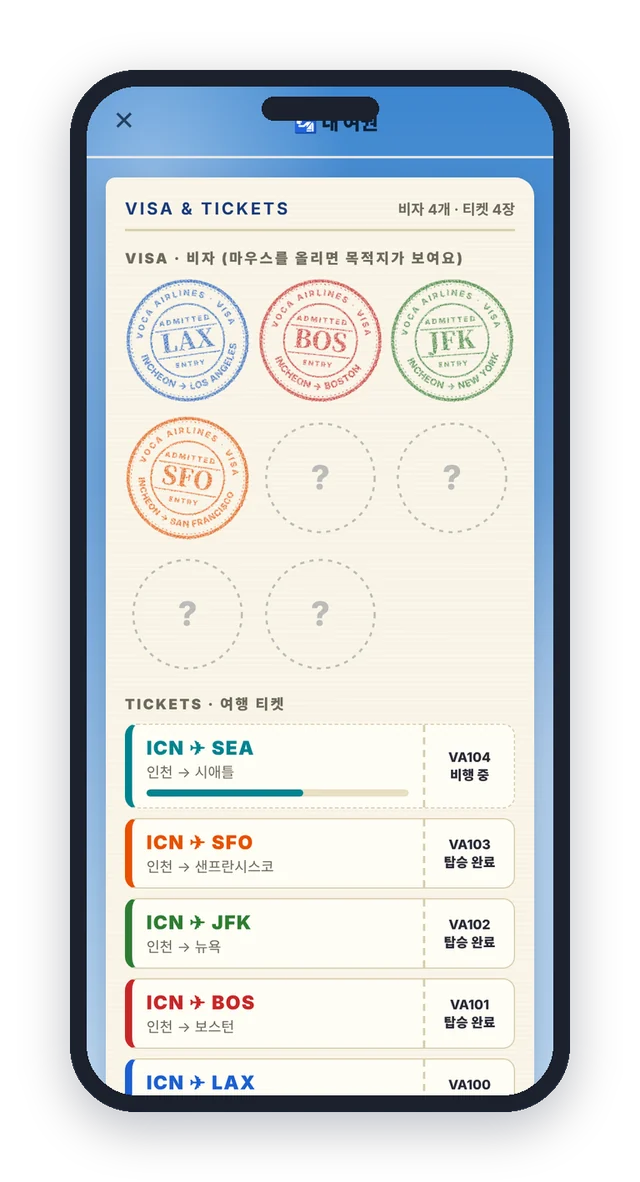 내 여권
VISA & TICKETS
비자 4개 · 티켓 4장
VISA · 비자 (마우스를 올리면 목적지가 보여요)
VOCA AIRLINES · VISA
ADMITTED
LAX
ENTRY
INCHEON → LOS ANGELES
VOCA AIRLINES · VISA
ADMITTED
BOS
ENTRY
INCHEON → BOSTON
VOCA AIRLINES · VISA
ADMITTED
JFK
ENTRY
INCHEON → NEW YORK
VOCA AIRLINES · VISA
ADMITTED
SFO
ENTRY
INCHEON → SAN FRANCISCO
?
?
?
?
TICKETS · 여행 티켓
ICN ✈ SEA
인천 → 시애틀
VA104
비행 중
ICN ✈ SFO
인천 → 샌프란시스코
VA103
탑승 완료
ICN ✈ JFK
인천 → 뉴욕
VA102
탑승 완료
ICN ✈ BOS
인천 → 보스턴
VA101
탑승 완료
ICN ✈ LAX
VA100